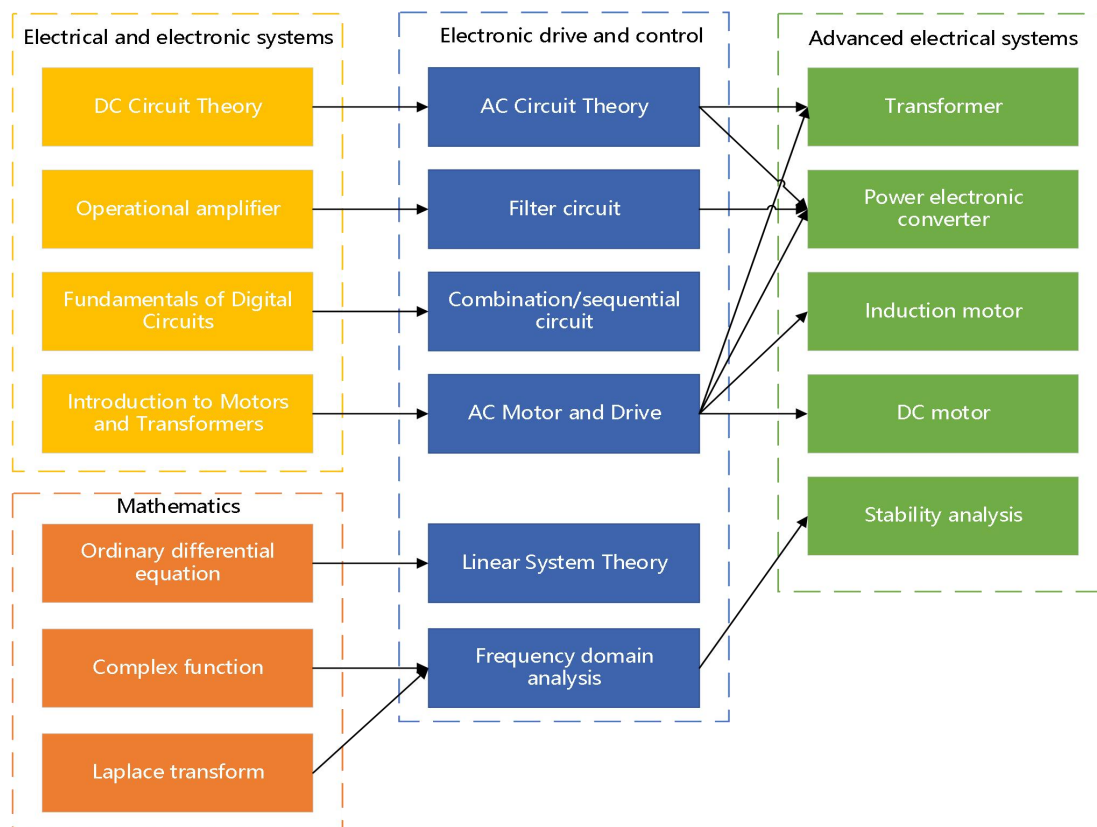 Electrical and electronic systems
DC Circuit Theory
Operational amplifier
Fundamentals of Digital
Circuits
Introduction to Motors
and Transformers
Mathematics
Ordinary differential
equation
Complex function
Laplace transform
Electronic drive and control
AC Circuit Theory
Filter circuit
Combination/sequential
circuit
AC Motor and Drive
Linear System Theory
Frequency domain
analysis
Advanced electrical systems
Transformer
Power electronic
converter
Induction motor
DC motor
Stability analysis